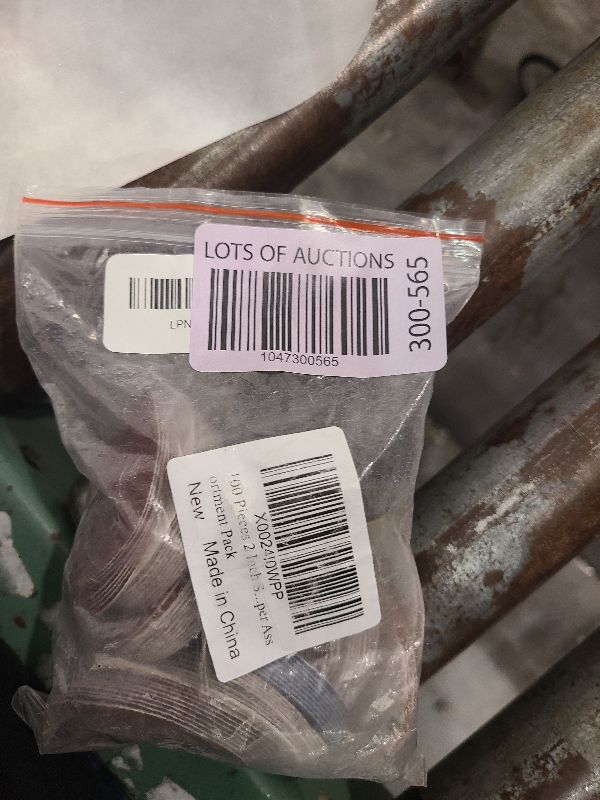 LOTS OF AUCTIONS
1047300565
300-565
LPN
X0024J0WPP
100 Pieces 2 Inch S...per Ass
ortment Pack
New
Made in China